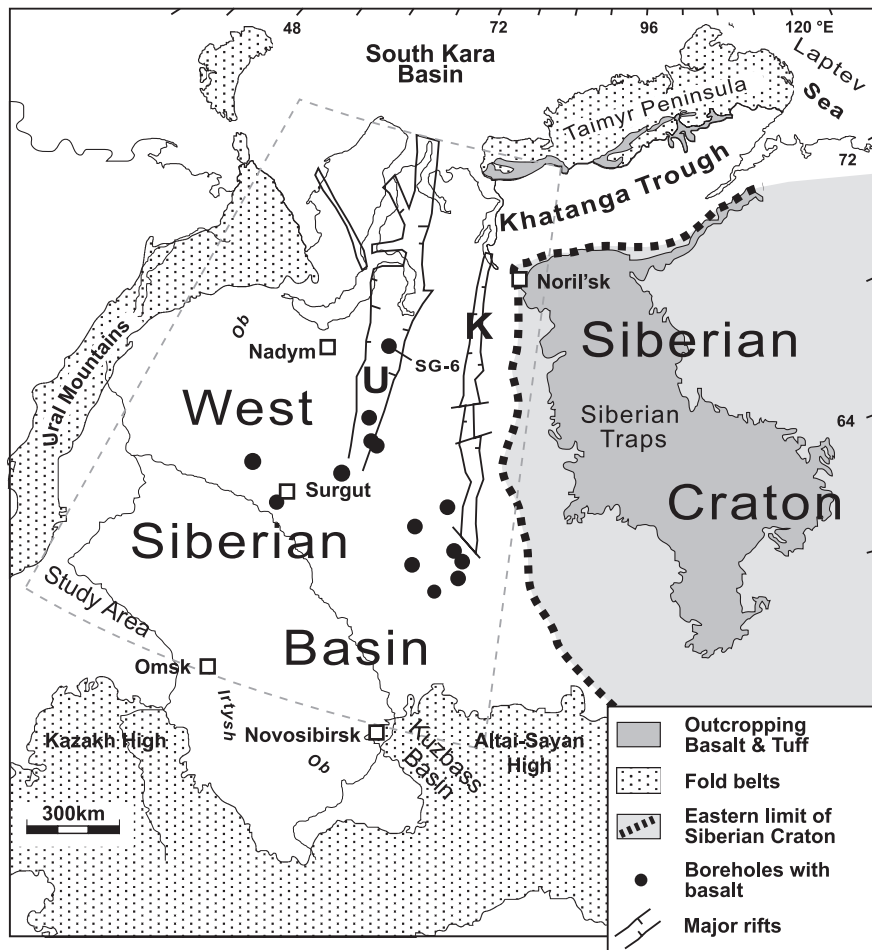 48
72
96
120 °E
South Kara
Basin
Laptev
Sea
Taimyr Peninsula
72
Khatanga Trough
Noril'sk
Ural Mountains
Ob
Nadym
K
SG-6
U
Siberian
West
Siberian
Traps
64
Surgut
Craton
Siberian
Study Area
Basin
Omsk
Irtysh
Novosibirsk
Ob
Kazakh High
Kuzbass
Basin
Altai-Sayan
High
300km
Outcropping
Basalt & Tuff
Fold belts
Eastern limit of
Siberian Craton
Boreholes with
basalt
Major rifts